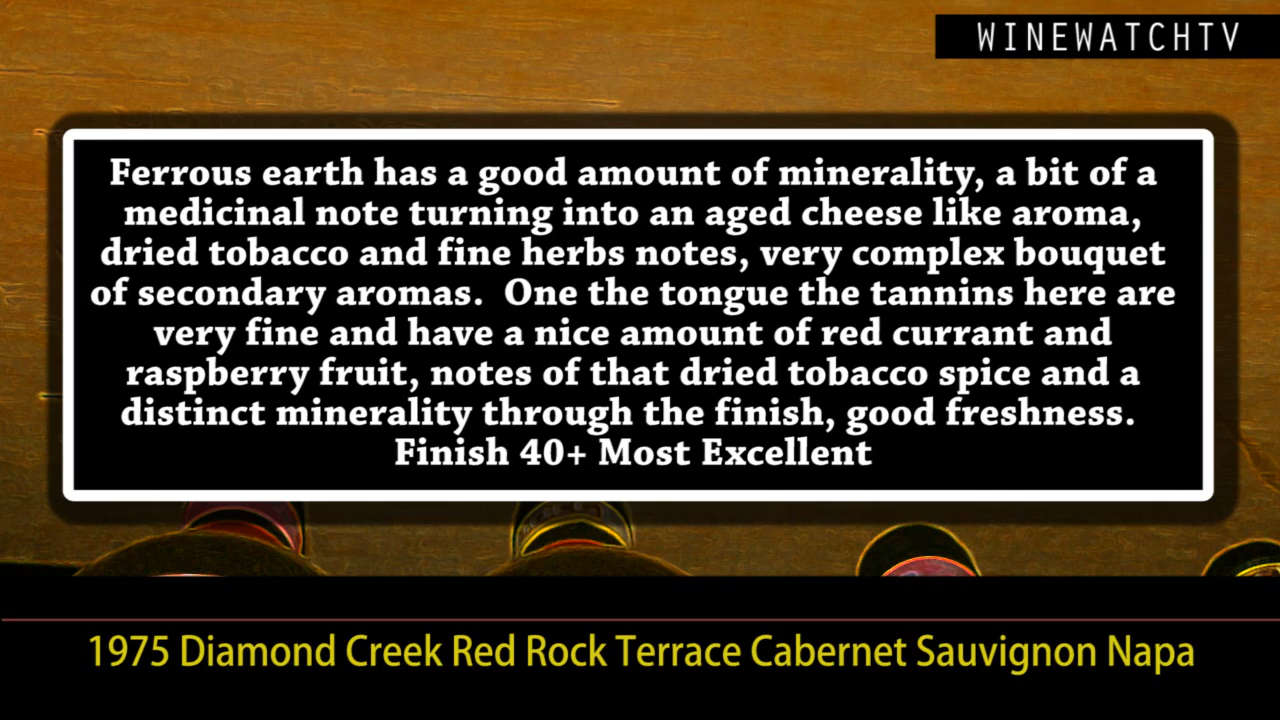 WINEWATCHTV
Ferrous earth has a good amount of minerality, a bit of a
medicinal note turning into an aged cheese like aroma,
dried tobacco and fine herbs notes, very complex bouquet
of secondary aromas.  One the tongue the tannins here are
very fine and have a nice amount of red currant and
raspberry fruit, notes of that dried tobacco spice and a
distinct minerality through the finish, good freshness.
Finish 40+ Most Excellent
1975 Diamond Creek Red Rock Terrace Cabernet Sauvignon Napa